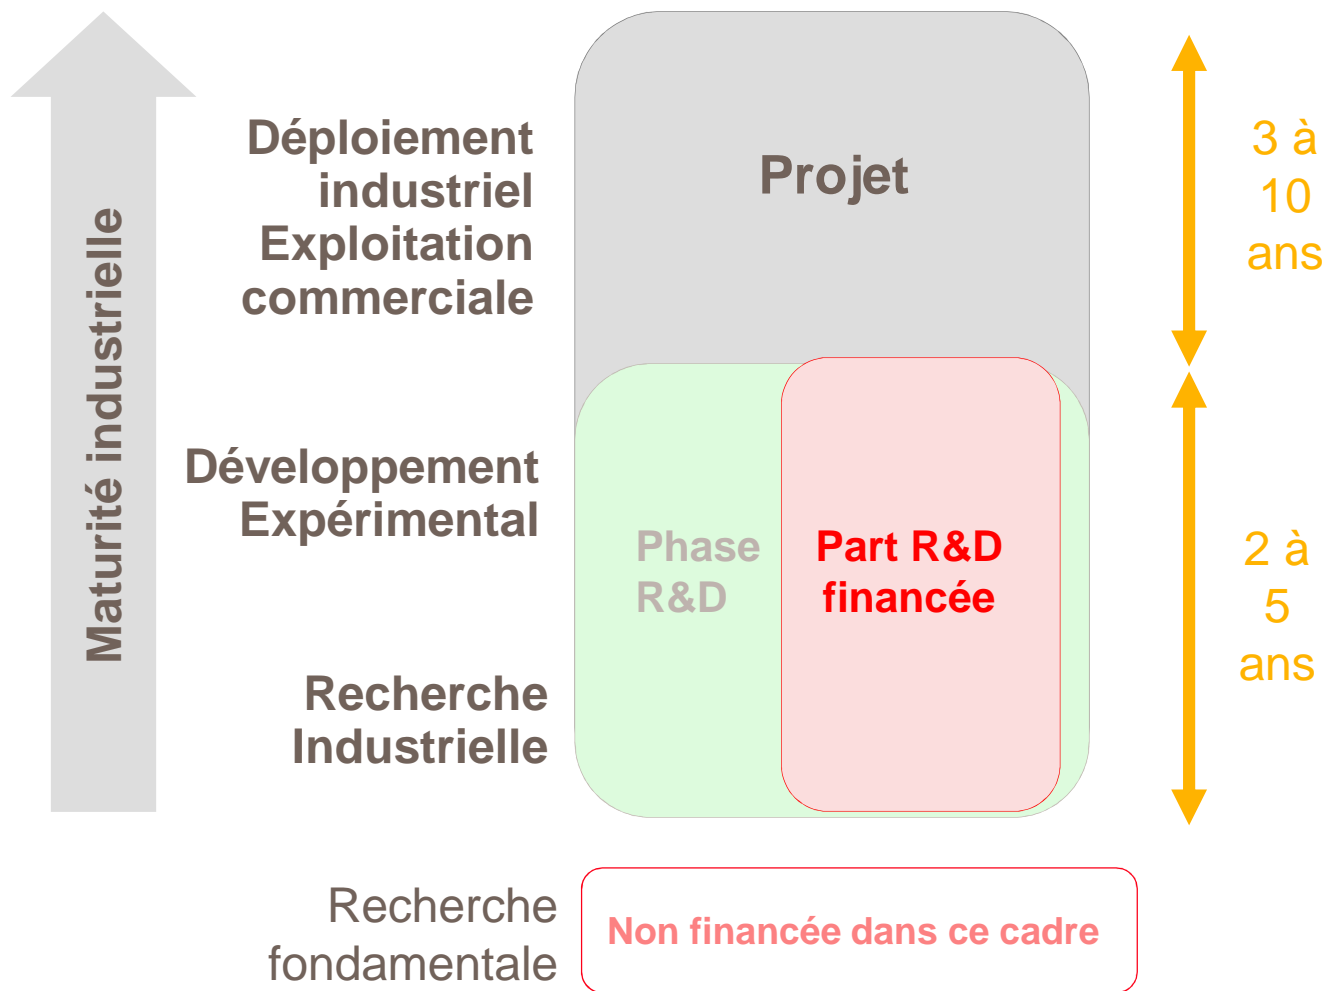 Maturité industrielle
Déploiement
industriel
Exploitation
commerciale
Projet
3 à
10
ans
Développement
Expérimental
Phase
R&D
Part R&D
financée
2 à
5
ans
Recherche
Industrielle
Recherche
fondamentale
Non financée dans ce cadre